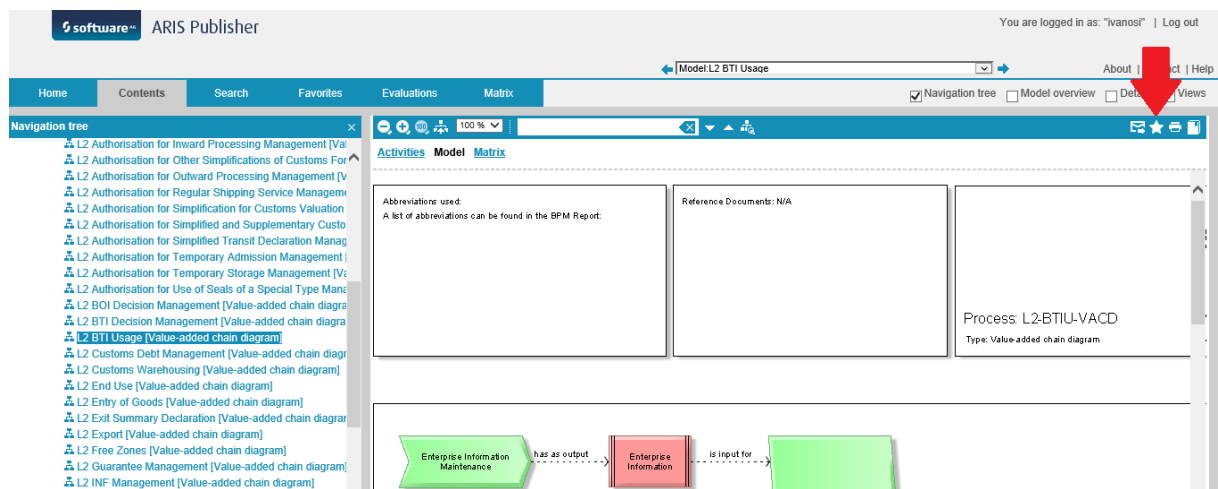 software AG ARIS Publisher
You are logged in as: "ivanosi" | Log out
Model:L2 BTI Usage
About | | Help
Home Contents Search Favorites Evaluations Matrix
Navigation tree Model overview Views
Navigation tree
100 %
L2 Authorisation for Inward Processing Management [Val
L2 Authorisation for Other Simplifications of Customs For
L2 Authorisation for Outward Processing Management [V
L2 Authorisation for Regular Shipping Service Manageme
L2 Authorisation for Simplification for Customs Valuation
L2 Authorisation for Simplified and Supplementary Custo
L2 Authorisation for Simplified Transit Declaration Manag
L2 Authorisation for Temporary Admission Management [
L2 Authorisation for Temporary Storage Management [Va
L2 Authorisation for Use of Seals of a Special Type Mana
L2 BOI Decision Management [Value-added chain diagra
L2 BTI Decision Management [Value-added chain diagra
L2 BTI Usage [Value-added chain diagram]
L2 Customs Debt Management [Value-added chain diagr
L2 Customs Warehousing [Value-added chain diagram]
L2 End Use [Value-added chain diagram]
L2 Entry of Goods [Value-added chain diagram]
L2 Exit Summary Declaration [Value-added chain diagran
L2 Export [Value-added chain diagram]
L2 Free Zones [Value-added chain diagram]
L2 Guarantee Management [Value-added chain diagram]
L2 INF Management [Value-added chain diagram]
Activities Model Matrix
Abbreviations used:
A list of abbreviations can be found in the BPM Report:
Reference Documents: N/A
Process: L2-BTIU-VACD
Type: Value-added chain diagram
Enterprise Information
Maintenance
has as output
Enterprise
Information
is input for